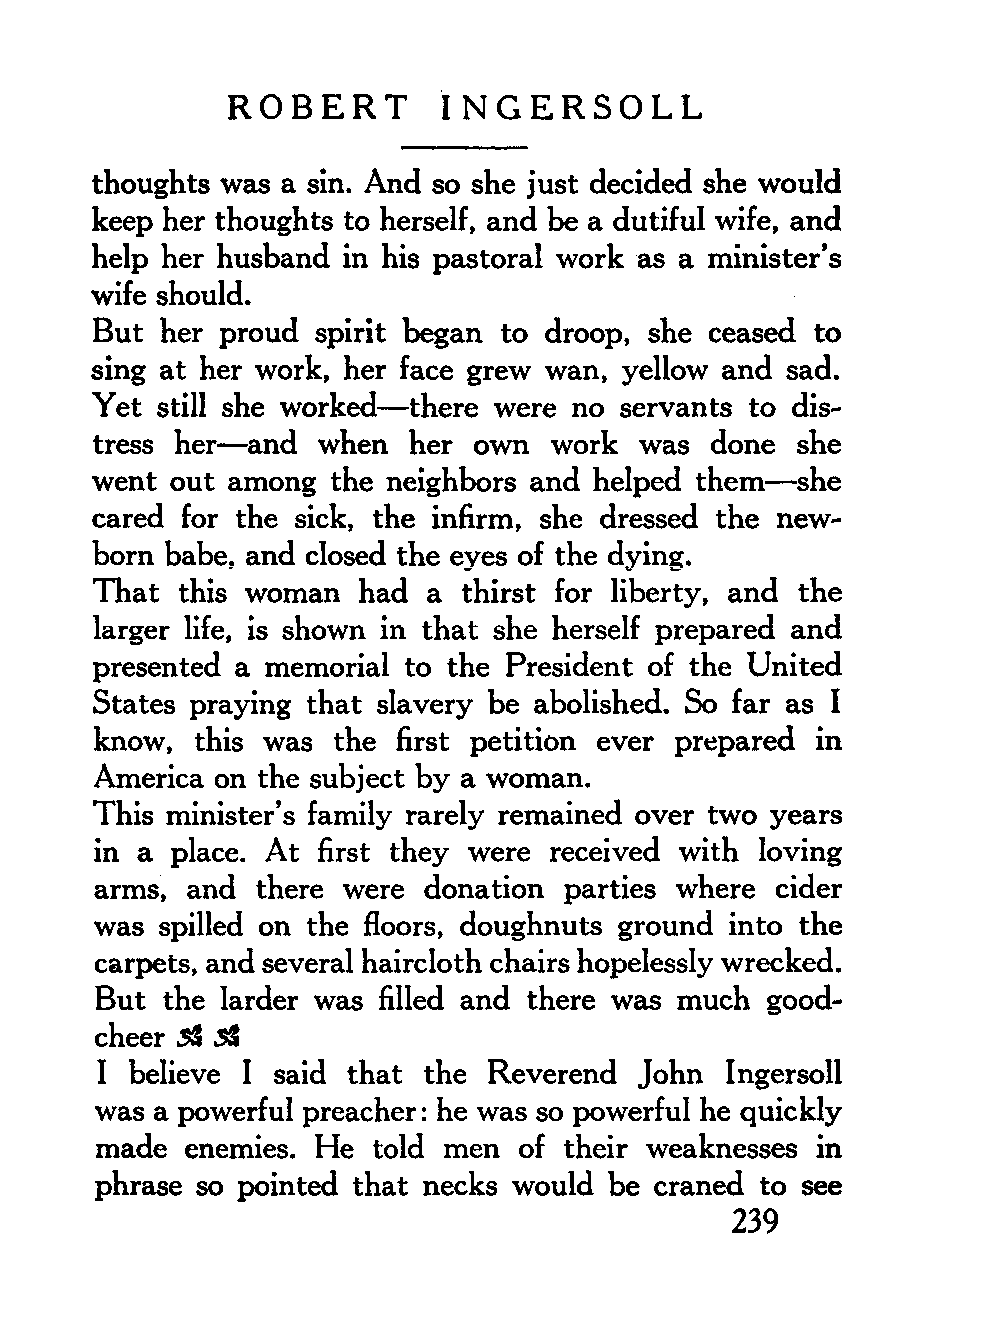 ROBERT INGERSOLL
thoughts was a sin. And so she just decided she would
keep her thoughts to herself, and be a dutiful wife, and
help her husband in his pastoral work as a minister's
wife should.
But her proud spirit began to droop, she ceased to
sing at her work, her face grew wan, yellow and sad.
Yet still she worked—there were no servants to dis-
tress her—and when her own work was done she
went out among the neighbors and helped them—she
cared for the sick, the infirm, she dressed the new-
born babe, and closed the eyes of the dying.
That this woman had a thirst for liberty, and the
larger life, is shown in that she herself prepared and
presented a memorial to the President of the United
States praying that slavery be abolished. So far as I
know, this was the first petition ever prepared in
America on the subject by a woman.
This minister's family rarely remained over two years
in a place. At first they were received with loving
arms, and there were donation parties where cider
was spilled on the floors, doughnuts ground into the
carpets, and several haircloth chairs hopelessly wrecked.
But the larder was filled and there was much good-
cheer
I believe I said that the Reverend John Ingersoll
was a powerful preacher: he was so powerful he quickly
made enemies. He told men of their weaknesses in
phrase so pointed that necks would be craned to see
239